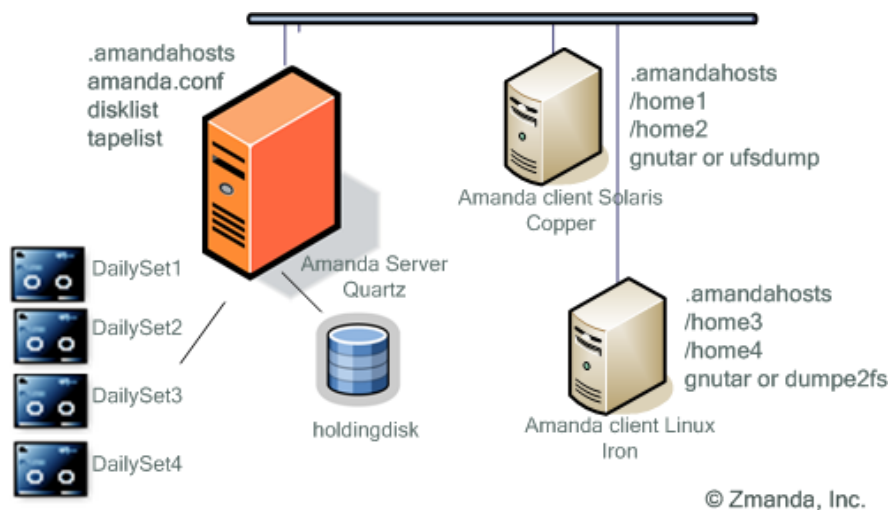 .amandahosts
amanda.conf
disklist
tapelist
.amandahosts
/home1
/home2
gnutar or ufsdump
Amanda client Solaris
Copper
Amanda Server
Quartz
DailySet1
DailySet2
DailySet3
DailySet4
holdingdisk
.amandahosts
/home3
/home4
gnutar or dumpe2fs
Amanda client Linux
Iron
© Zmanda, Inc.